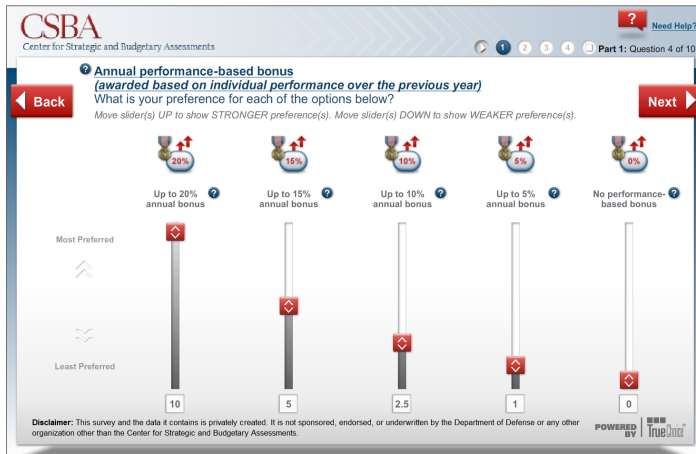 CSBA
Center for Strategic and Budgetary Assessments
?
Need Help?
1 2 3 4 Part 1: Question 4 of 10
? Annual performance-based bonus
(awarded based on individual performance over the previous year)
What is your preference for each of the options below?
Move slider(s) UP to show STRONGER preference(s). Move slider(s) DOWN to show WEAKER preference(s).
Back
Next
20% 15% 10% 5% 0%
Up to 20% ? Up to 15% ? Up to 10% ? Up to 5% ? No performance- ?
annual bonus annual bonus annual bonus annual bonus based bonus
Most Preferred
Least Preferred
10 5 2.5 1 0
Disclaimer: This survey and the data it contains is privately created. It is not sponsored, endorsed, or underwritten by the Department of Defense or any other
organization other than the Center for Strategic and Budgetary Assessments.
POWERED
BY TrueChoice